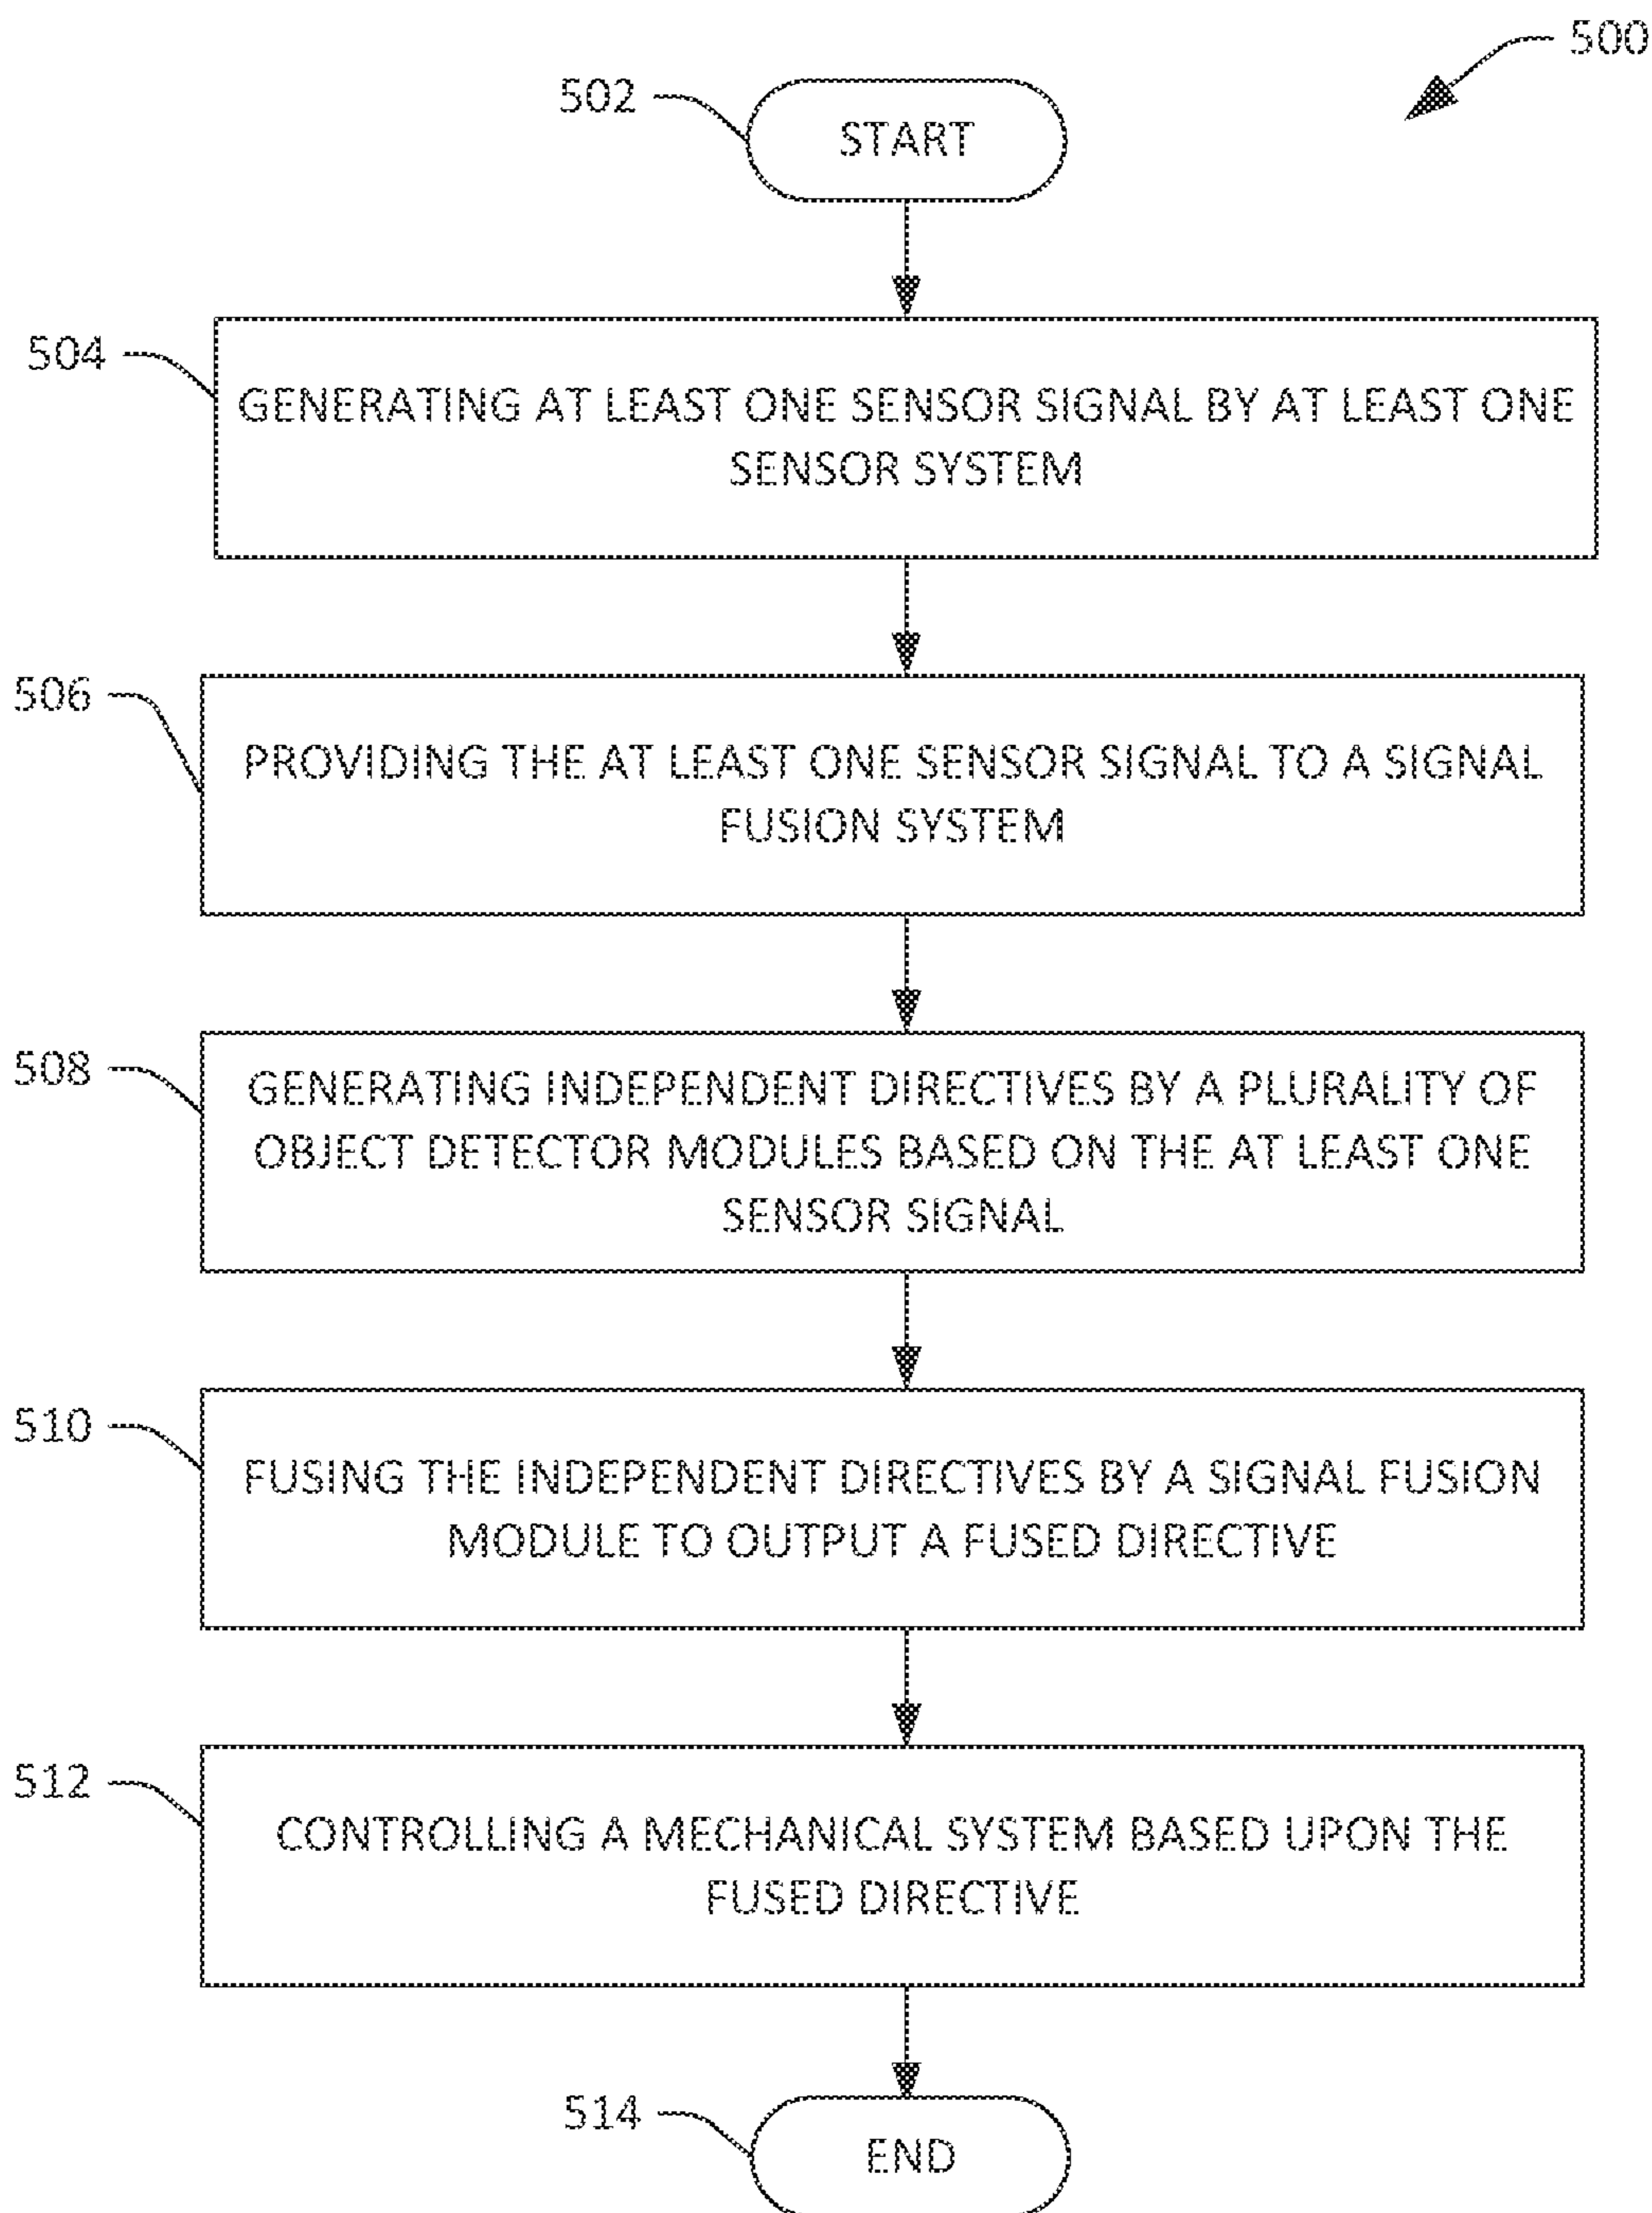 500
502
START
504
GENERATING AT LEAST ONE SENSOR SIGNAL BY AT LEAST ONE
SENSOR SYSTEM
506
PROVIDING THE AT LEAST ONE SENSOR SIGNAL TO A SIGNAL
FUSION SYSTEM
508
GENERATING INDEPENDENT DIRECTIVES BY A PLURALITY OF
OBJECT DETECTOR MODULES BASED ON THE AT LEAST ONE
SENSOR SIGNAL
510
FUSING THE INDEPENDENT DIRECTIVES BY A SIGNAL FUSION
MODULE TO OUTPUT A FUSED DIRECTIVE
512
CONTROLLING A MECHANICAL SYSTEM BASED UPON THE
FUSED DIRECTIVE
514
END